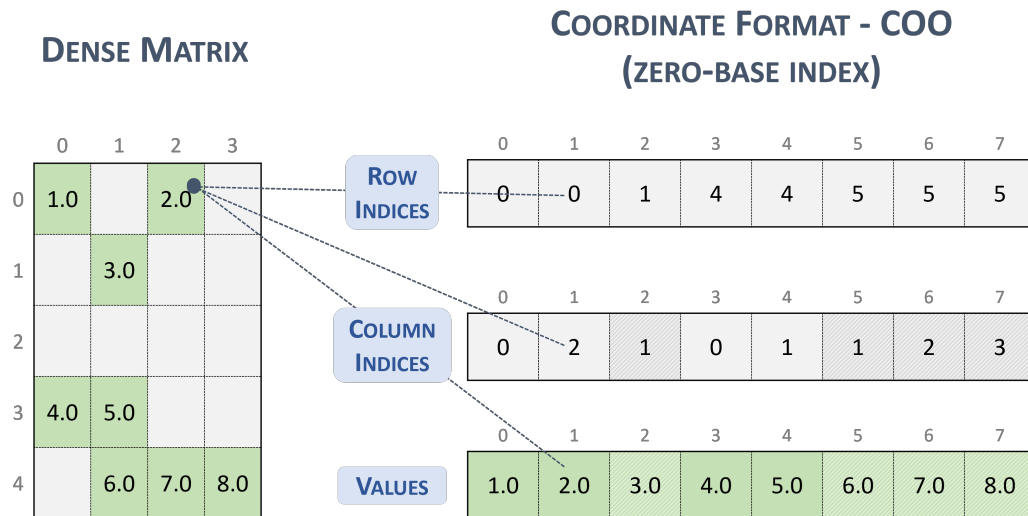 DENSE MATRIX
COORDINATE FORMAT - COO
(ZERO-BASE INDEX)
0 1 2 3
0 1.0 2.0
1 3.0
2
3 4.0 5.0
4 6.0 7.0 8.0
ROW
INDICES
0 1 2 3 4 5 6 7
0 0 1 4 4 5 5 5
COLUMN
INDICES
0 1 2 3 4 5 6 7
0 2 1 0 1 1 2 3
VALUES
0 1 2 3 4 5 6 7
1.0 2.0 3.0 4.0 5.0 6.0 7.0 8.0